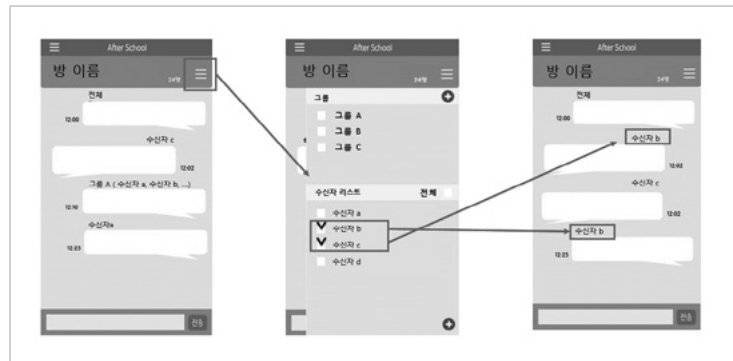 After School
방 이름
24명
전체
12:00
수신자 c
12:02
그룹 A ( 수신자 a, 수신자 b, ...)
12:10
수신자a
12:23
전송
After School
방 이름
24명
그룹
그룹 A
그룹 B
그룹 C
수신자 리스트 전체
수신자 a
수신자 b
수신자 c
수신자 d
After School
방 이름
24명
전체
12:00
수신자 b
12:02
수신자 c
12:02
수신자 b
12:23
전송